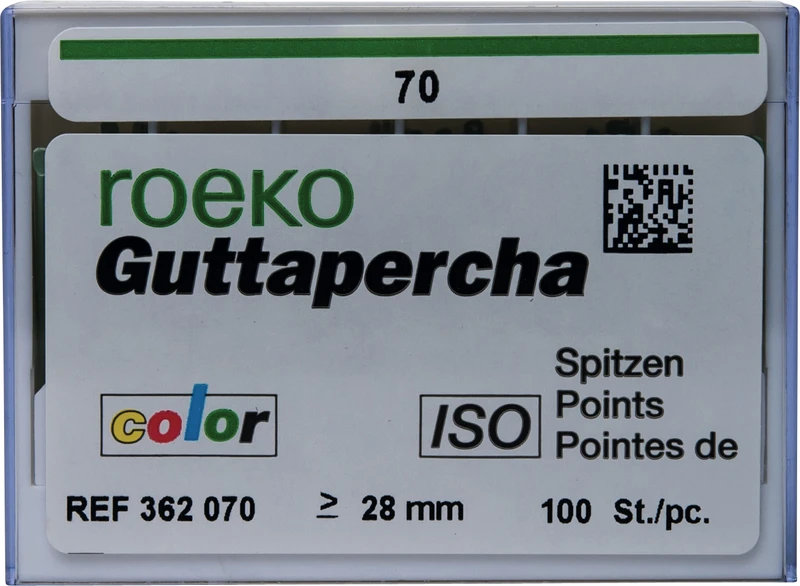 70
roeko
Guttapercha
color
ISO
Spitzen
Points
Pointes de
REF 362 070 ≥ 28 mm 100 St./pc.